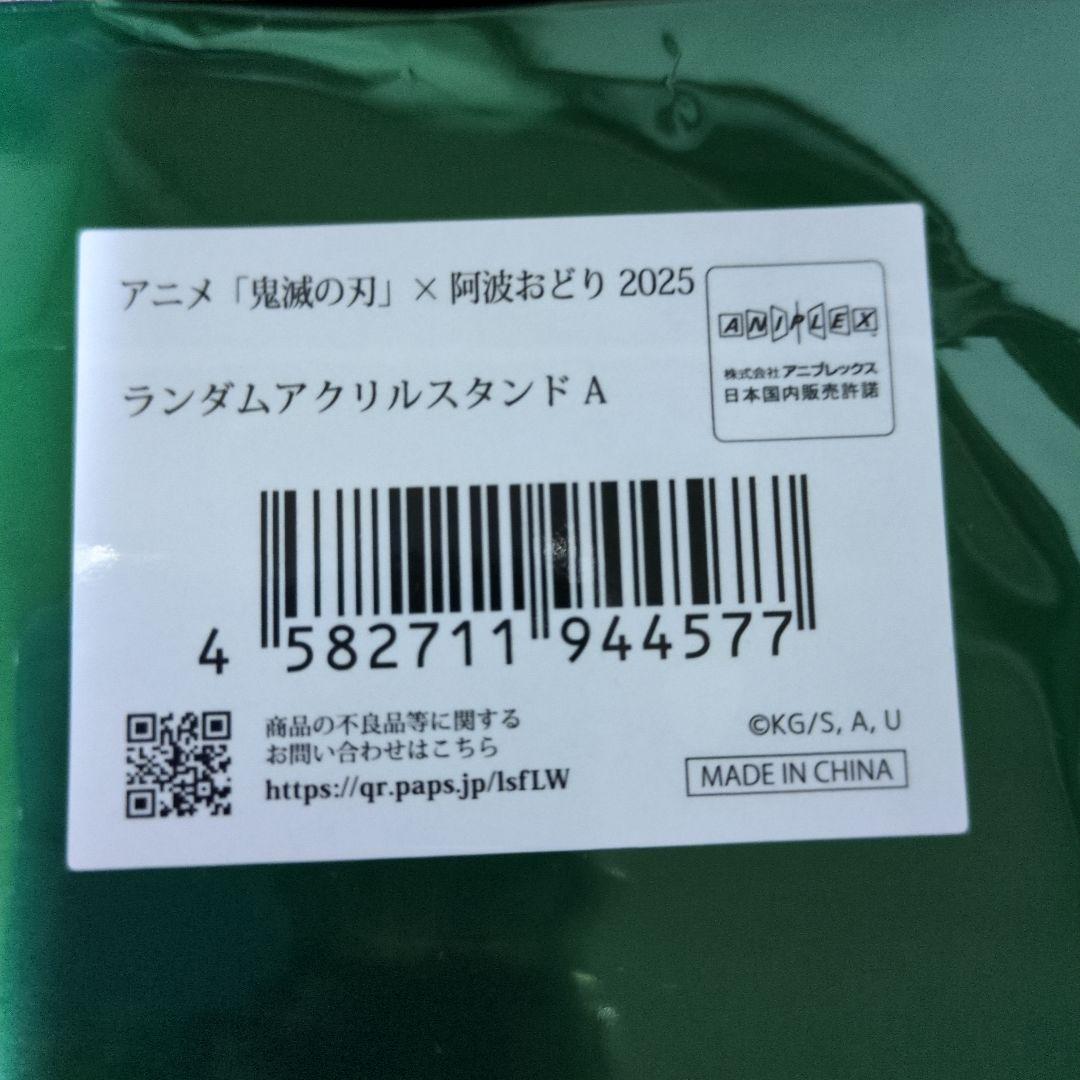 アニメ「鬼滅の刃」× 阿波おどり 2025
ランダムアクリルスタンド A
ANIPLEX
株式会社アニプレックス
日本国内販売許諾
4 582711 944577
商品の不良品等に関する
お問い合わせはこちら
https://qr.paps.jp/lsfLW
©KG/S, A, U
MADE IN CHINA